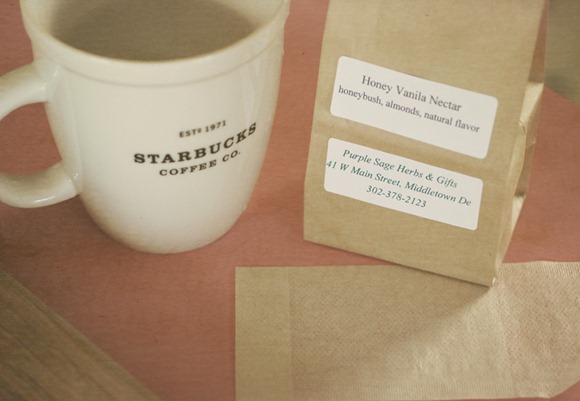 ESTD 1971
STARBUCKS
COFFEE CO.
Honey Vanila Nectar
honeybush, almonds, natural flavor
Purple Sage Herbs & Gifts
41 W Main Street, Middletown De
302-378-2123